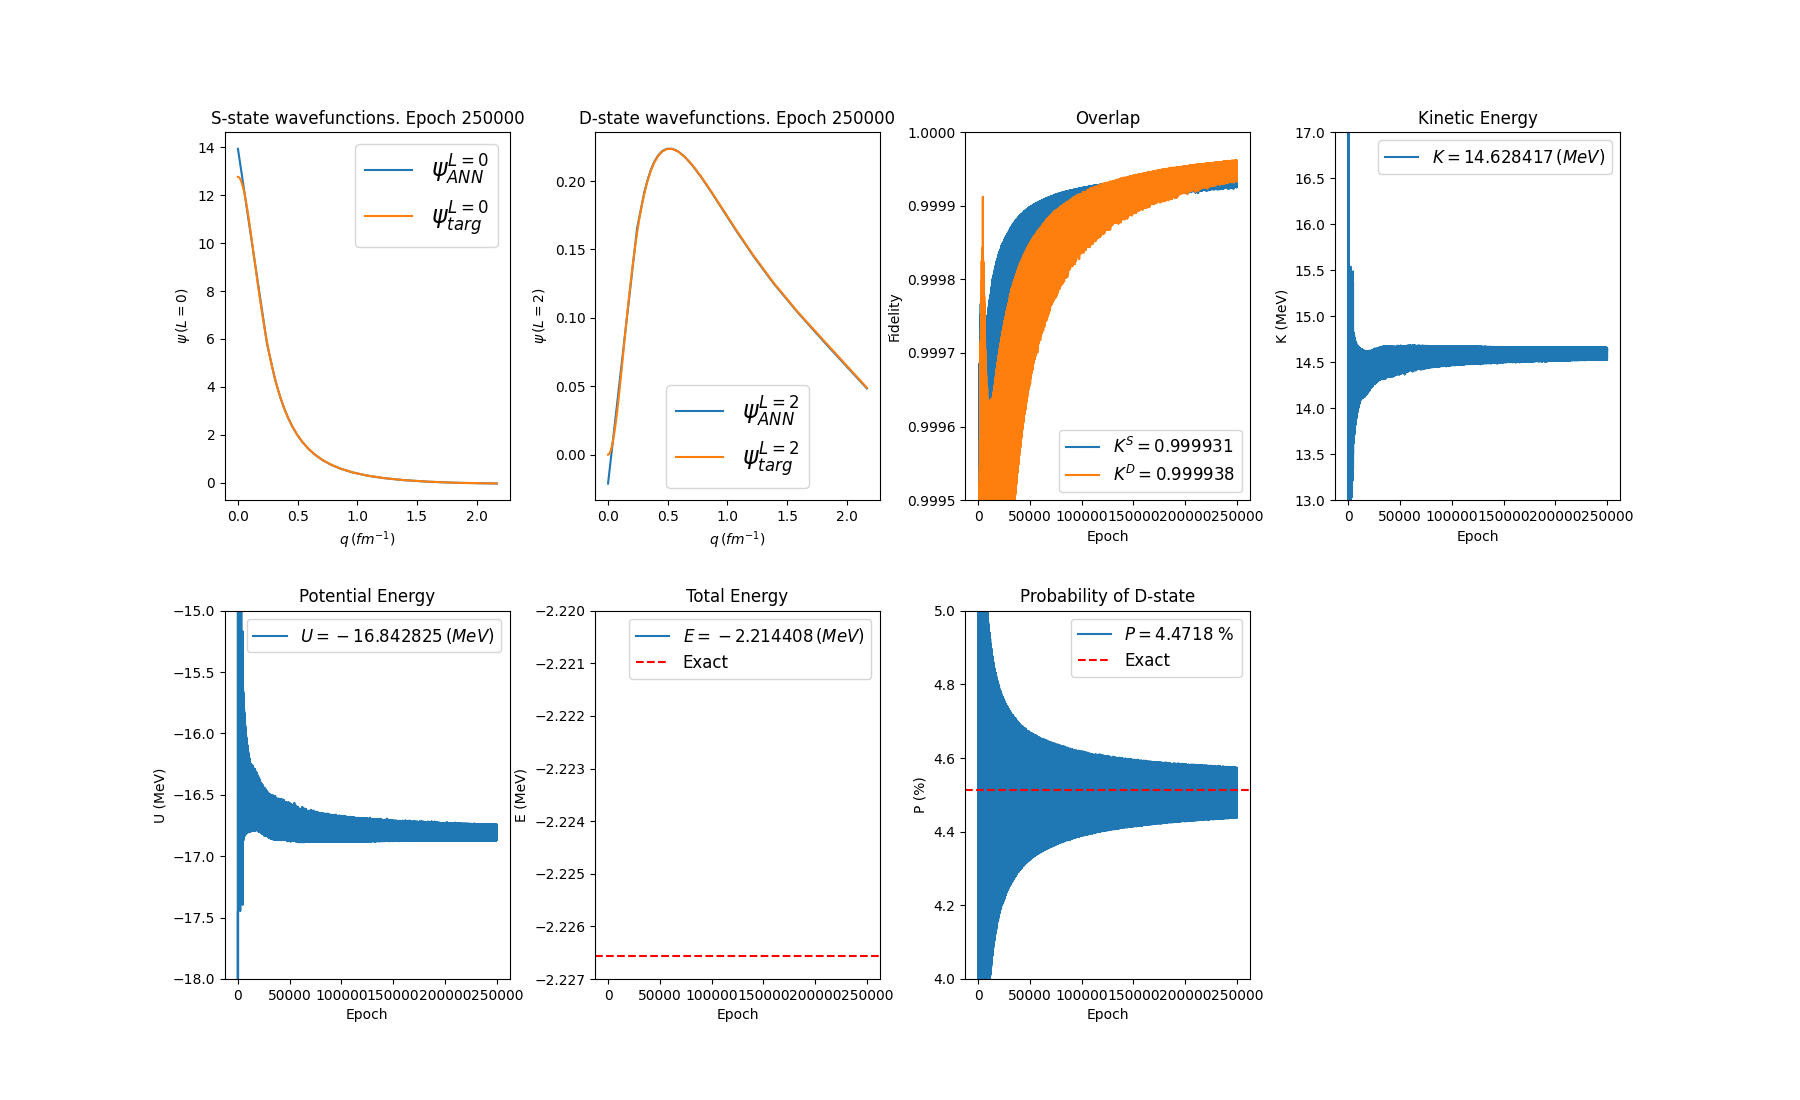 S-state wavefunctions. Epoch 250000
14
12
10
8
6
4
2
0
ψ(L = 0)
0.0 0.5 1.0 1.5 2.0
q (fm⁻¹)
ψ_{ANN}^{L=0}
ψ_{targ}^{L=0}
D-state wavefunctions. Epoch 250000
0.20
0.15
0.10
0.05
0.00
ψ(L = 2)
0.0 0.5 1.0 1.5 2.0
q (fm⁻¹)
ψ_{ANN}^{L=2}
ψ_{targ}^{L=2}
Overlap
1.0000
0.9999
0.9998
0.9997
0.9996
0.9995
Fidelity
0 50000 100000 150000 200000 250000
Epoch
K^S = 0.999931
K^D = 0.999938
Kinetic Energy
17.0
16.5
16.0
15.5
15.0
14.5
14.0
13.5
13.0
K (MeV)
0 50000 100000 150000 200000 250000
Epoch
K = 14.628417 (MeV)
Potential Energy
−15.0
−15.5
−16.0
−16.5
−17.0
−17.5
−18.0
U (MeV)
0 50000 100000 150000 200000 250000
Epoch
U = −16.842825 (MeV)
Total Energy
−2.220
−2.221
−2.222
−2.223
−2.224
−2.225
−2.226
−2.227
E (MeV)
0 50000 100000 150000 200000 250000
Epoch
E = −2.214408 (MeV)
Exact
Probability of D-state
5.0
4.8
4.6
4.4
4.2
4.0
P (%)
0 50000 100000 150000 200000 250000
Epoch
P = 4.4718 %
Exact